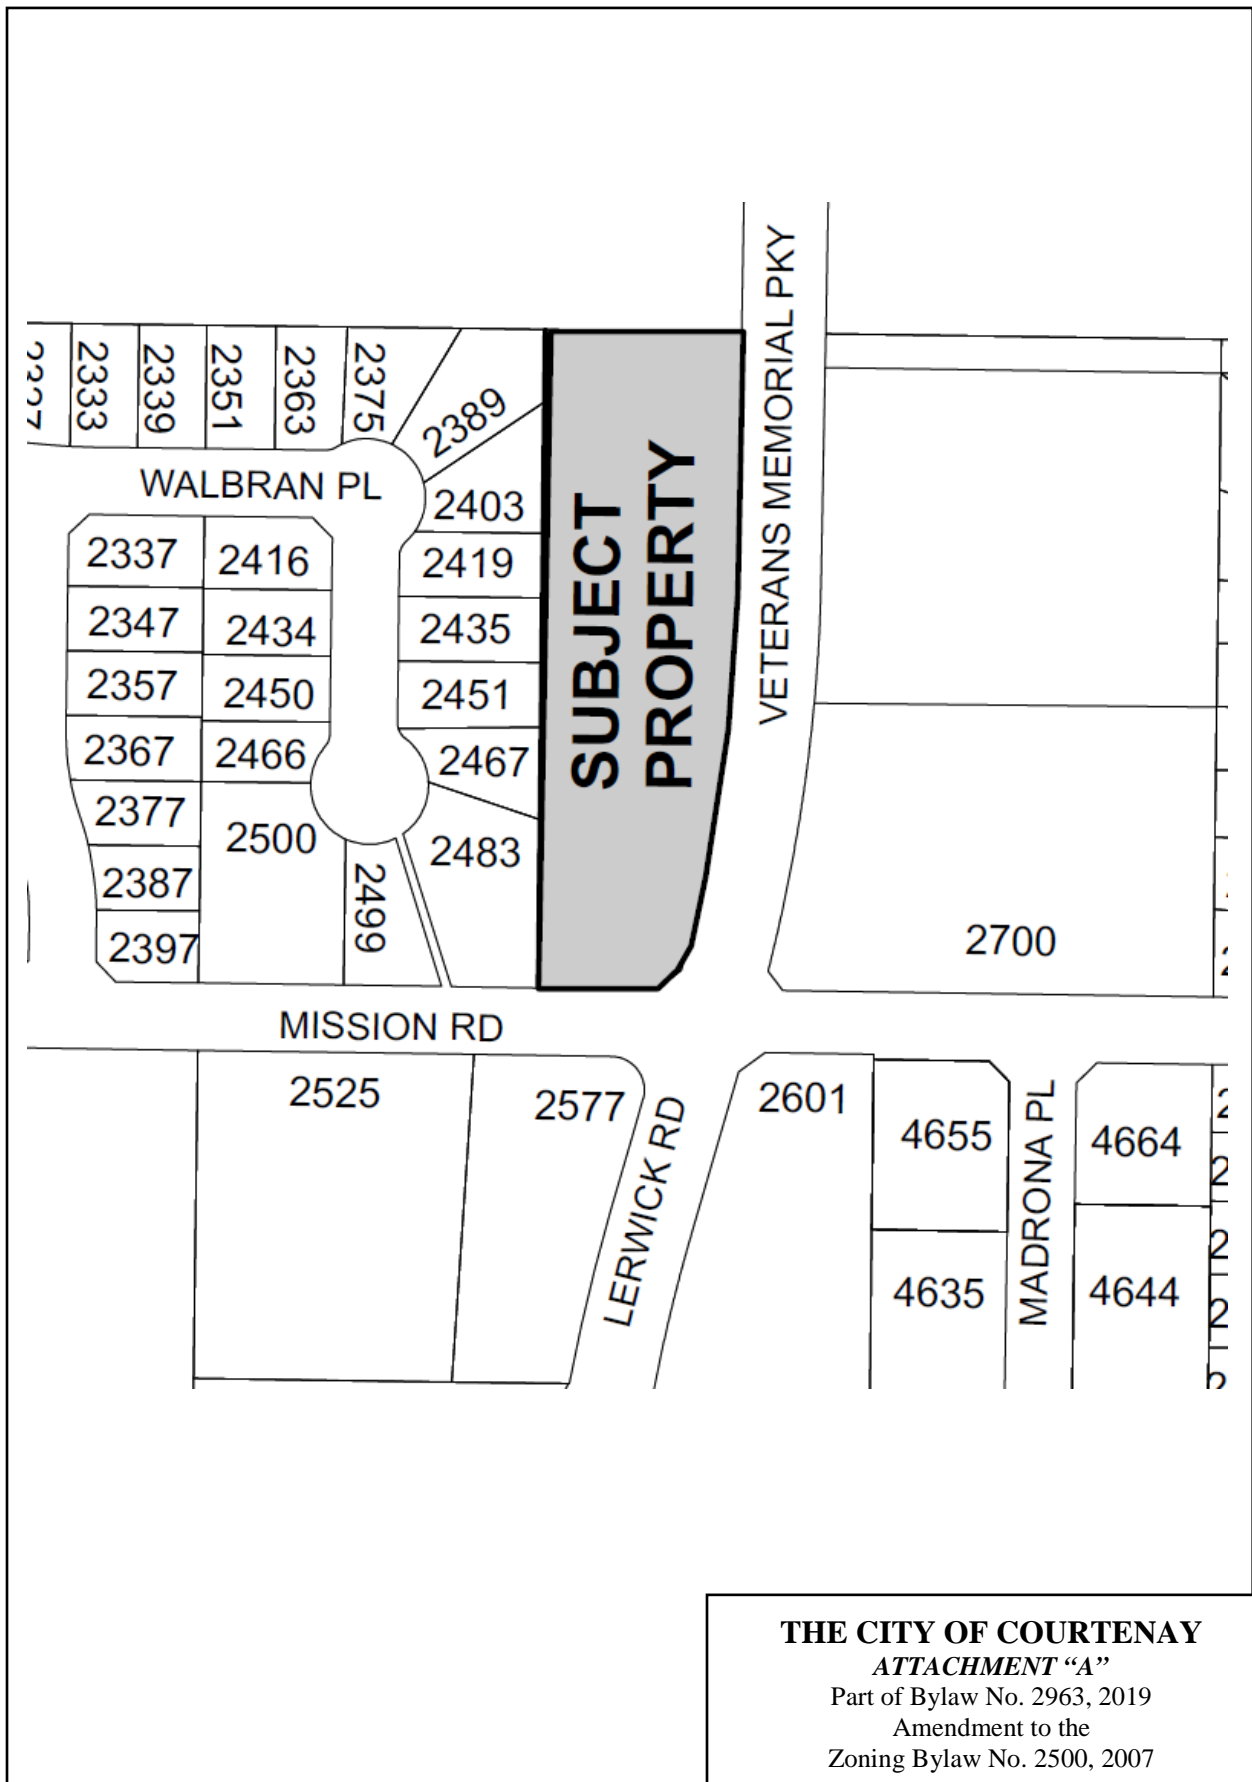 VETERANS MEMORIAL PKY
2333
2339
2351
2363
2375
2389
WALBRAN PL
2403
2337
2416
2419
2347
2434
2435
2357
2450
2451
2367
2466
2467
2377
2500
2483
2387
2499
2397
SUBJECT
PROPERTY
2700
MISSION RD
2525
2577
LERWICK RD
2601
4655
MADRONA PL
4664
4635
4644
THE CITY OF COURTENAY
ATTACHMENT “A”
Part of Bylaw No. 2963, 2019
Amendment to the
Zoning Bylaw No. 2500, 2007